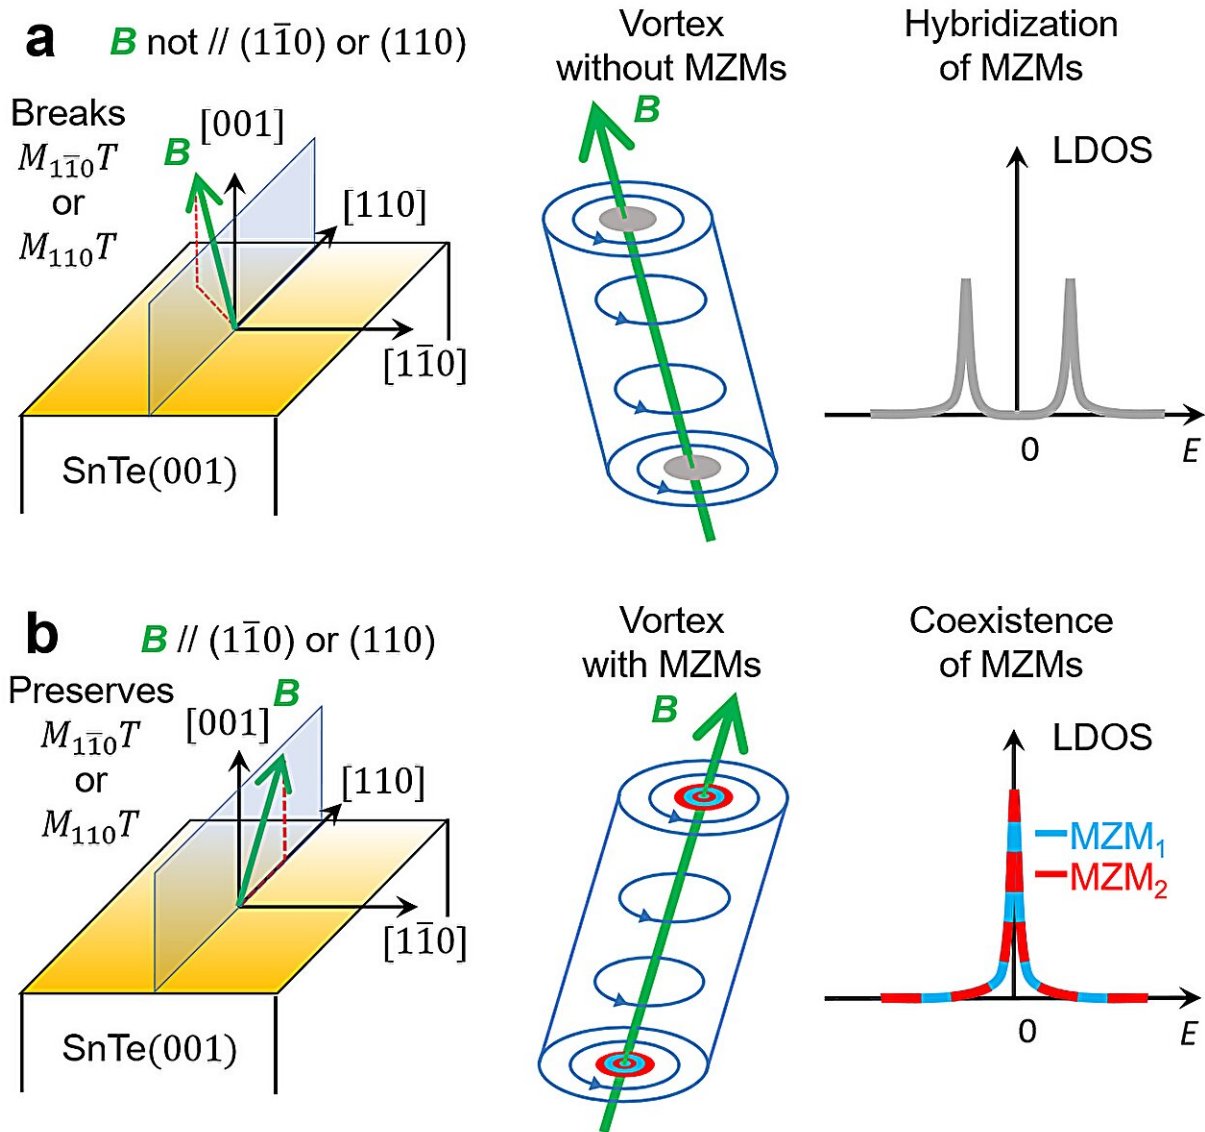 a
B not // (11̅0) or (110)
Vortex
without MZMs
Hybridization
of MZMs
Breaks
M₁₁̅₀T
or
M₁₁₀T
B
[001]
[110]
[11̅0]
SnTe(001)
B
LDOS
0
E
b
B // (11̅0) or (110)
Vortex
with MZMs
Coexistence
of MZMs
Preserves
M₁₁̅₀T
or
M₁₁₀T
B
[001]
[110]
[11̅0]
SnTe(001)
B
LDOS
MZM₁
MZM₂
0
E